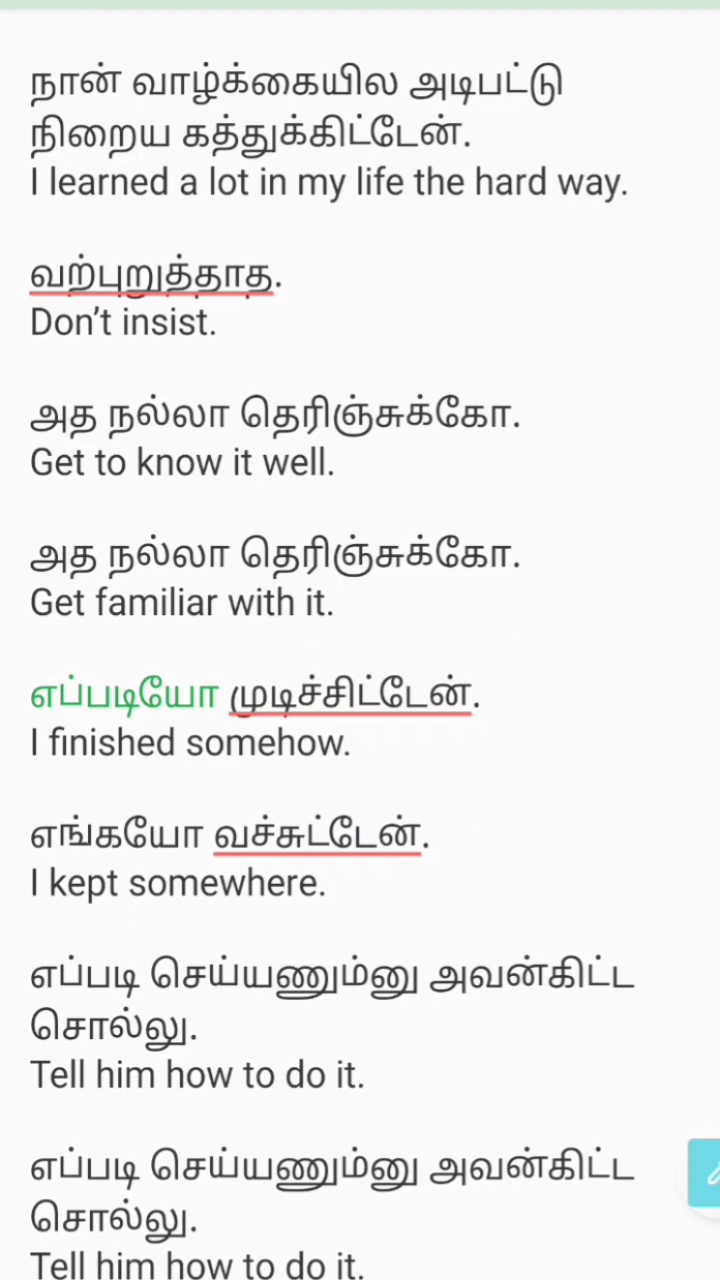 நான் வாழ்க்கையில அடிபட்டு
நிறைய கத்துக்கிட்டேன்.
I learned a lot in my life the hard way.
வற்புறுத்தாத.
Don’t insist.
அத நல்லா தெரிஞ்சுக்கோ.
Get to know it well.
அத நல்லா தெரிஞ்சுக்கோ.
Get familiar with it.
எப்படியோ முடிச்சிட்டேன்.
I finished somehow.
எங்கயோ வச்சுட்டேன்.
I kept somewhere.
எப்படி செய்யணும்னு அவன்கிட்ட
சொல்லு.
Tell him how to do it.
எப்படி செய்யணும்னு அவன்கிட்ட
சொல்லு.
Tell him how to do it.